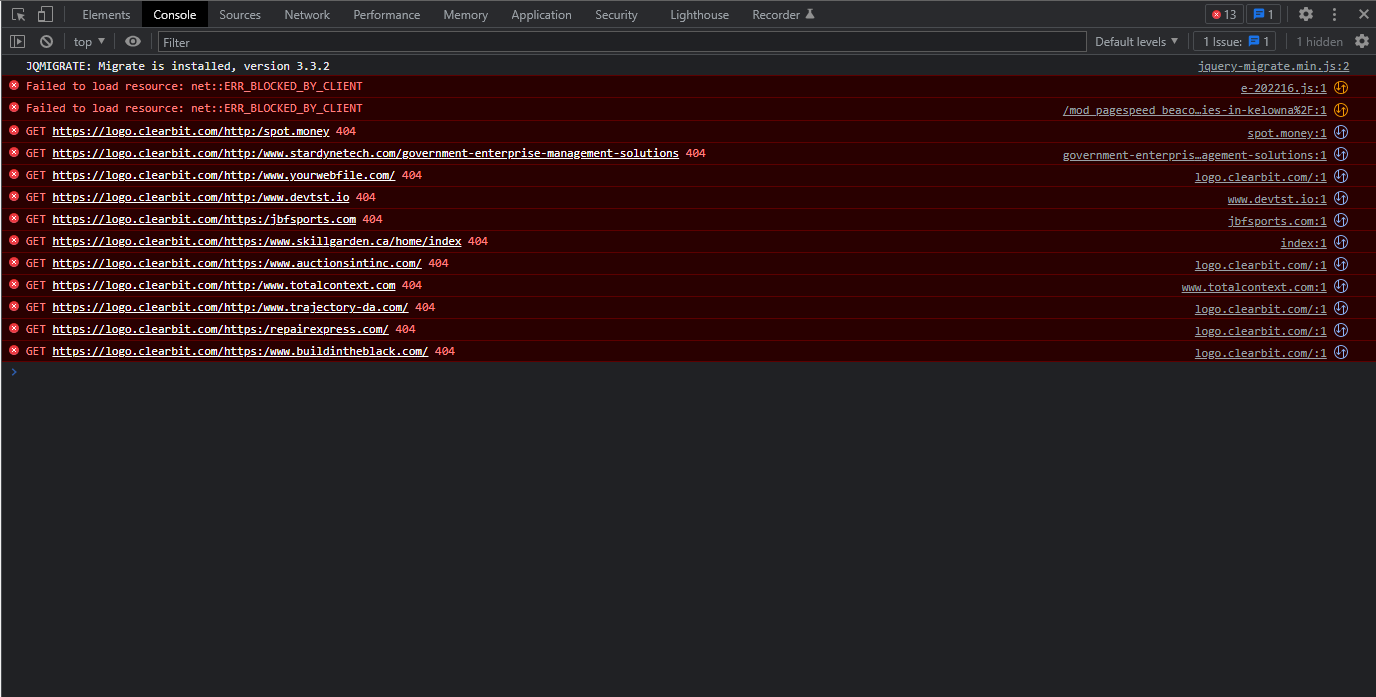 Elements Console Sources Network Performance Memory Application Security Lighthouse Recorder 13 1
top Filter Default levels 1 Issue: 1 1 hidden
JQMIGRATE: Migrate is installed, version 3.3.2 jquery-migrate.min.js:2
Failed to load resource: net::ERR_BLOCKED_BY_CLIENT e-202216.js:1
Failed to load resource: net::ERR_BLOCKED_BY_CLIENT /mod_pagespeed_beaco…ies-in-kelowna%2F:1
GET https://logo.clearbit.com/http:/spot.money 404 spot.money:1
GET https://logo.clearbit.com/http:/www.stardynetech.com/government-enterprise-management-solutions 404 government-enterpris…agement-solutions:1
GET https://logo.clearbit.com/http:/www.yourwebfile.com/ 404 logo.clearbit.com/:1
GET https://logo.clearbit.com/http:/www.devtst.io 404 www.devtst.io:1
GET https://logo.clearbit.com/https:/jbfsports.com 404 jbfsports.com:1
GET https://logo.clearbit.com/https:/www.skillgarden.ca/home/index 404 index:1
GET https://logo.clearbit.com/https:/www.auctionsintinc.com/ 404 logo.clearbit.com/:1
GET https://logo.clearbit.com/http:/www.totalcontext.com 404 www.totalcontext.com:1
GET https://logo.clearbit.com/http:/www.trajectory-da.com/ 404 logo.clearbit.com/:1
GET https://logo.clearbit.com/https:/repairexpress.com/ 404 logo.clearbit.com/:1
GET https://logo.clearbit.com/https:/www.buildintheblack.com/ 404 logo.clearbit.com/:1